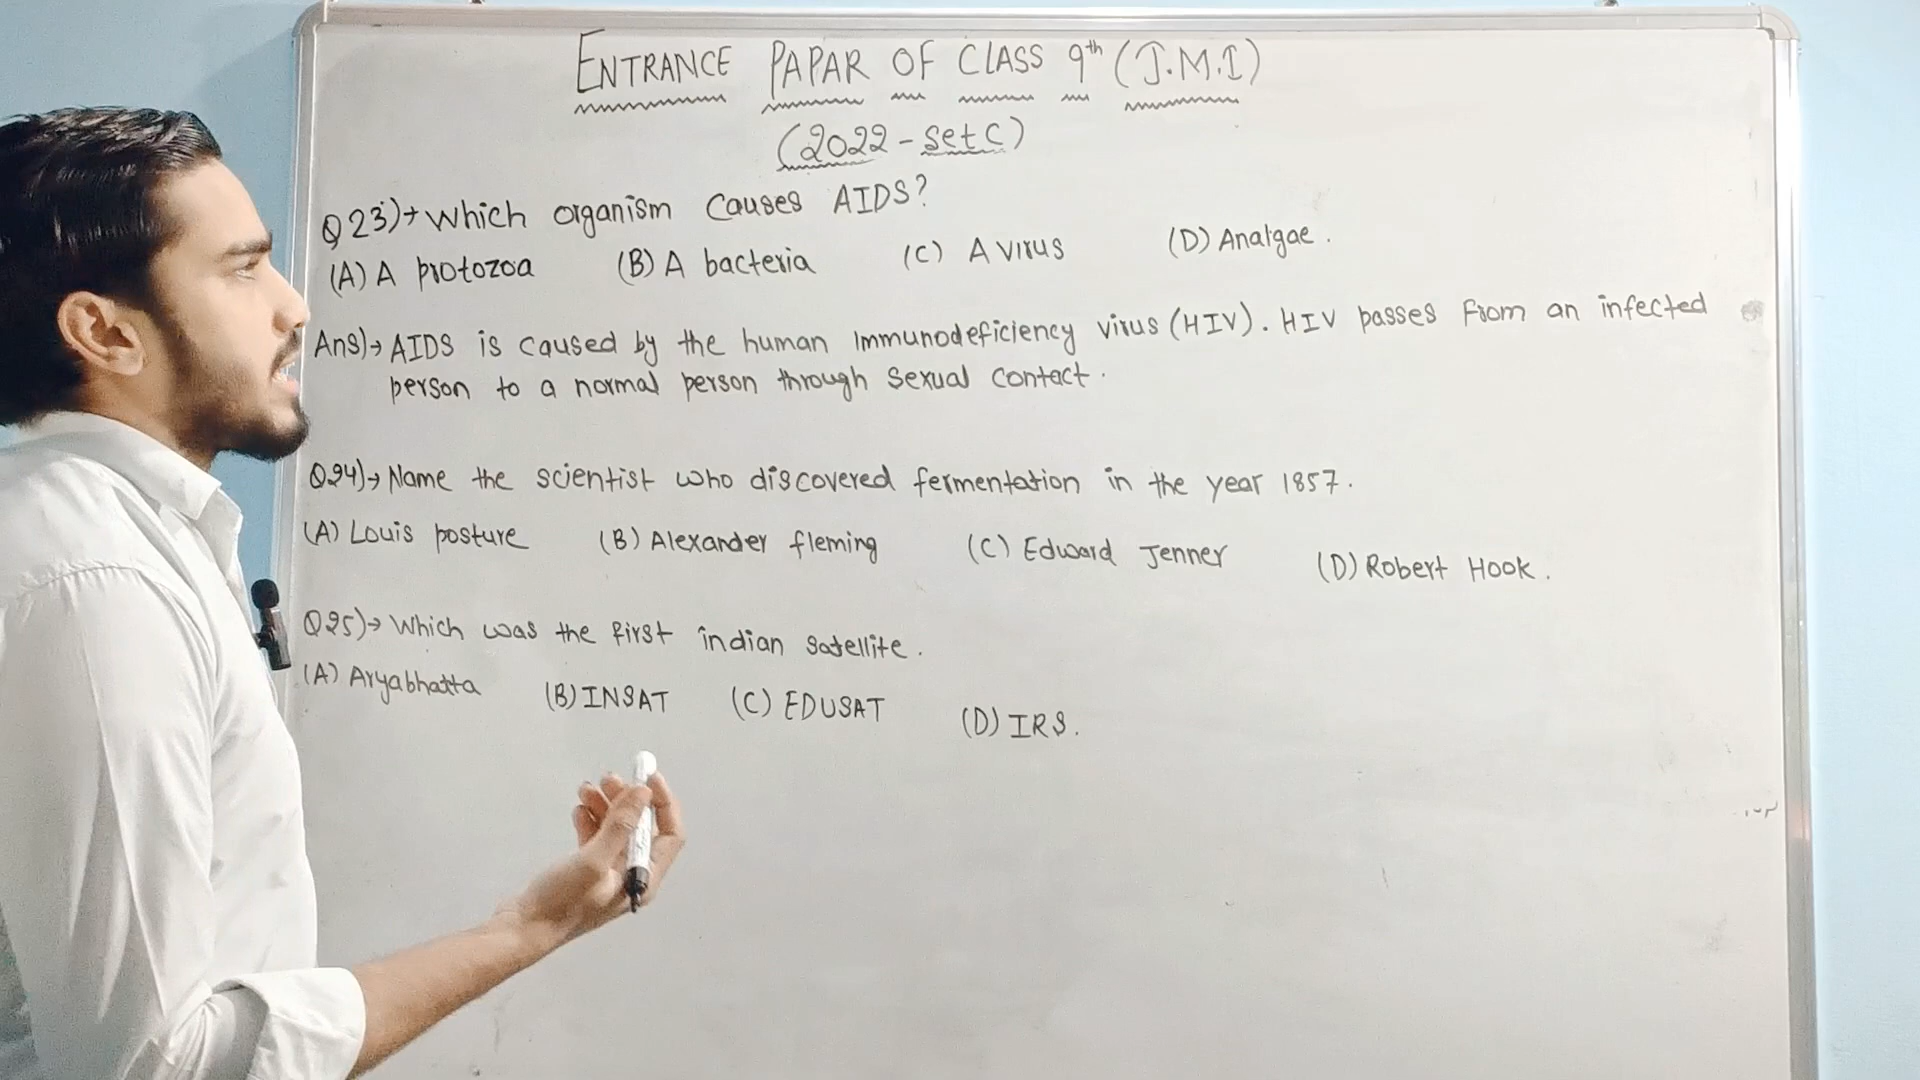 ENTRANCE PAPAR OF CLASS 9th (J.M.I)
(2022 - Set C)
Q23)→ Which organism causes AIDS?
(A) A protozoa (B) A bacteria (C) A virus (D) Analgae.
Ans)→ AIDS is caused by the human Immunodeficiency virus (HIV). HIV passes From an infected
person to a normal person through Sexual Contact.
Q24)→ Name the scientist who discovered fermentation in the year 1857.
(A) Louis posture (B) Alexander fleming (C) Edward Jenner (D) Robert Hook.
Q25)→ Which was the first indian Satellite.
(A) Aryabhatta (B) INSAT (C) EDUSAT (D) IRS.